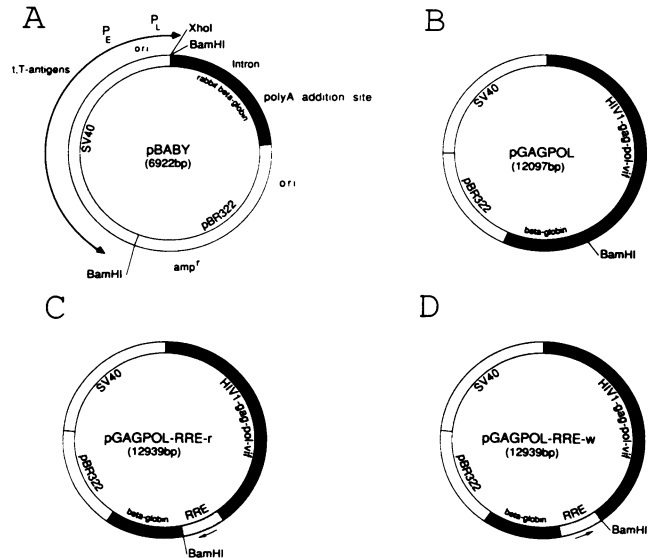 A
P_E
P_L
ori
XhoI
BamHI
Intron
t,T-antigens
rabbit beta-globin
polyA addition site
SV40
pBABY
(6922bp)
ori
pBR322
BamHI
amp^r
B
SV40
HIV1-gag-pol-vif
pGAGPOL
(12097bp)
pBR322
beta-globin
BamHI
C
SV40
HIV1-gag-pol-vif
pGAGPOL-RRE-r
(12939bp)
pBR322
beta-globin
RRE
BamHI
D
SV40
HIV1-gag-pol-vif
pGAGPOL-RRE-w
(12939bp)
pBR322
beta-globin
RRE
BamHI